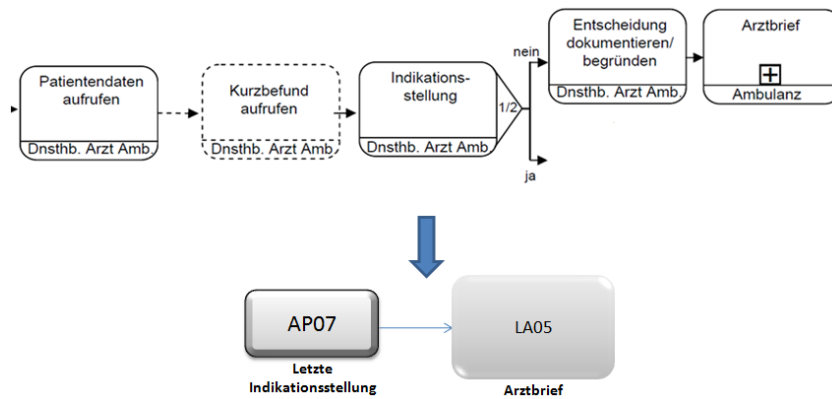 Patientendaten
aufrufen
Dnsthb. Arzt Amb.
Kurzbefund
aufrufen
Dnsthb. Arzt Amb.
Indikations-
stellung
Dnsthb. Arzt Amb.
1/2
nein
ja
Entscheidung
dokumentieren/
begründen
Dnsthb. Arzt Amb.
Arztbrief
Ambulanz
AP07
Letzte
Indikationsstellung
LA05
Arztbrief